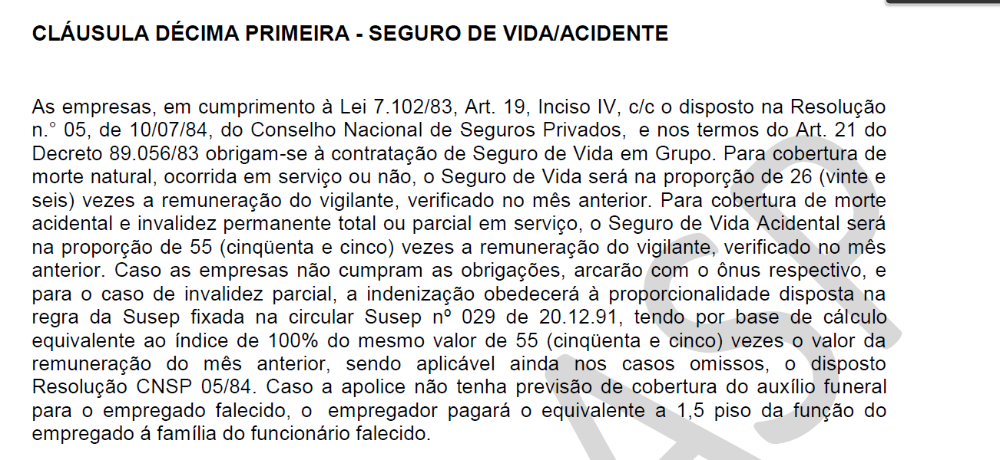 CLÁUSULA DÉCIMA PRIMEIRA - SEGURO DE VIDA/ACIDENTE
As empresas, em cumprimento à Lei 7.102/83, Art. 19, Inciso IV, c/c o disposto na Resolução
n.° 05, de 10/07/84, do Conselho Nacional de Seguros Privados, e nos termos do Art. 21 do
Decreto 89.056/83 obrigam-se à contratação de Seguro de Vida em Grupo. Para cobertura de
morte natural, ocorrida em serviço ou não, o Seguro de Vida será na proporção de 26 (vinte e
seis) vezes a remuneração do vigilante, verificado no mês anterior. Para cobertura de morte
acidental e invalidez permanente total ou parcial em serviço, o Seguro de Vida Acidental será
na proporção de 55 (cinqüenta e cinco) vezes a remuneração do vigilante, verificado no mês
anterior. Caso as empresas não cumpram as obrigações, arcarão com o ônus respectivo, e
para o caso de invalidez parcial, a indenização obedecerá à proporcionalidade disposta na
regra da Susep fixada na circular Susep nº 029 de 20.12.91, tendo por base de cálculo
equivalente ao índice de 100% do mesmo valor de 55 (cinqüenta e cinco) vezes o valor da
remuneração do mês anterior, sendo aplicável ainda nos casos omissos, o disposto
Resolução CNSP 05/84. Caso a apolice não tenha previsão de cobertura do auxílio funeral
para o empregado falecido, o empregador pagará o equivalente a 1,5 piso da função do
empregado á família do funcionário falecido.
ASP